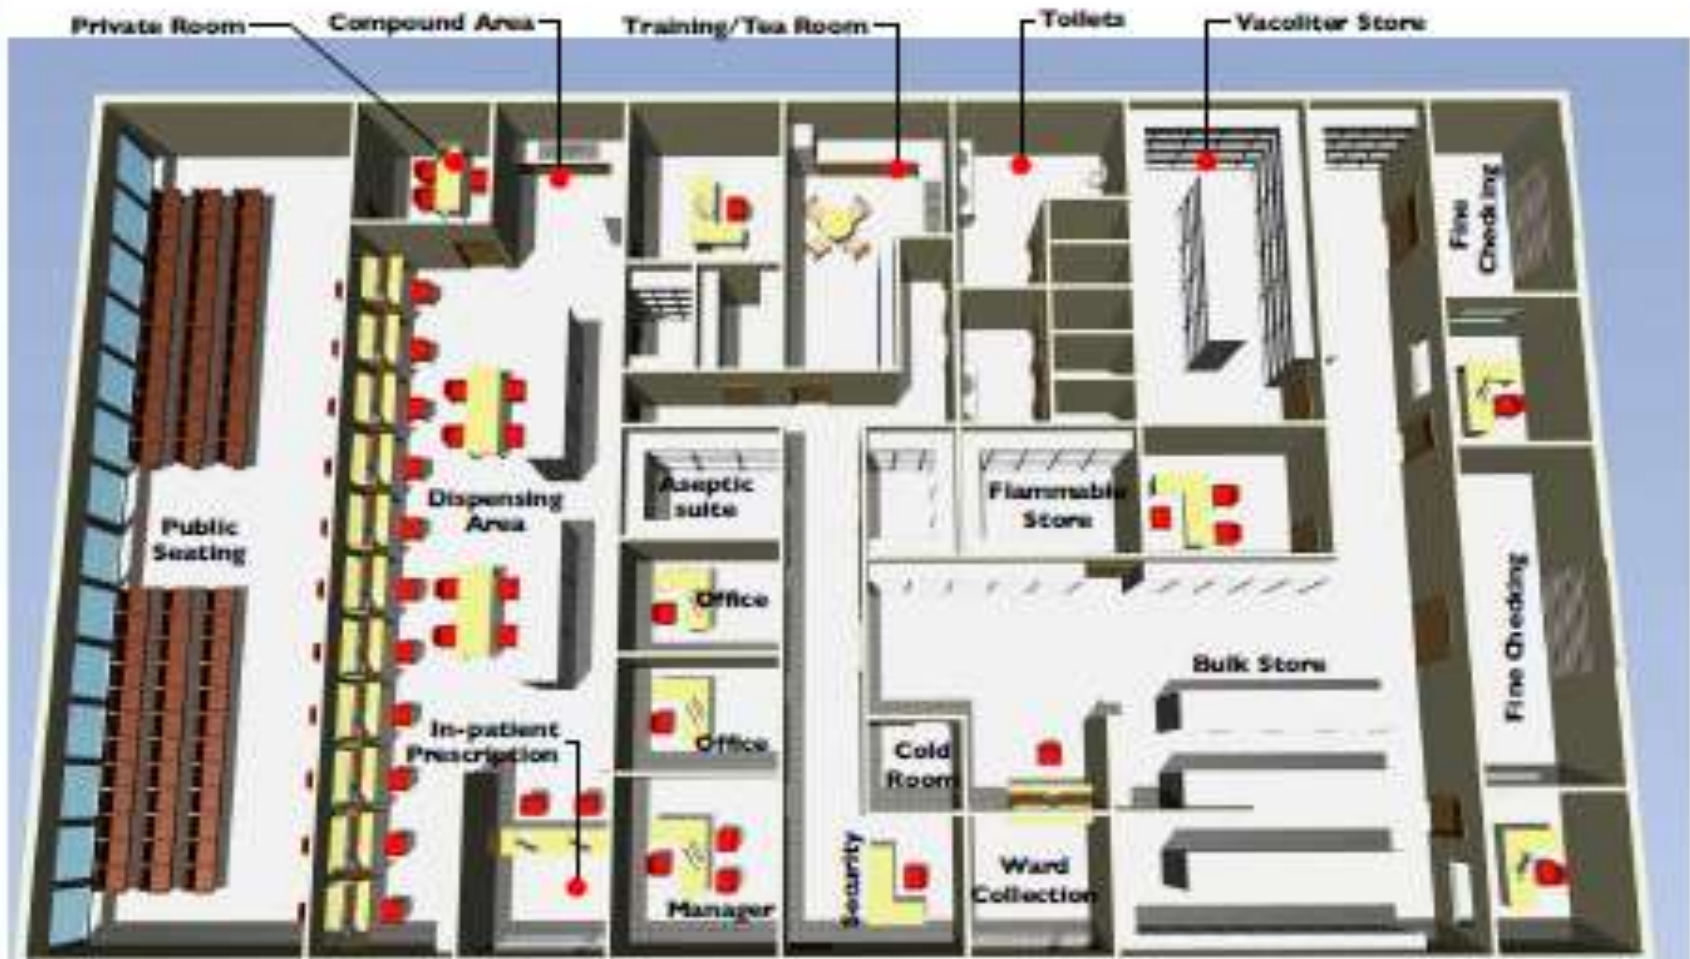 Private Room
Compound Area
Training/Tea Room
Toilets
Vacoliter Store
Fine
Checking
Dispensing
Area
Aseptic
suite
Flammable
Store
Public
Seating
Office
Fine Checking
Bulk Store
In-patient
Prescription
Office
Cold
Room
Security
Ward
Collection
Manager